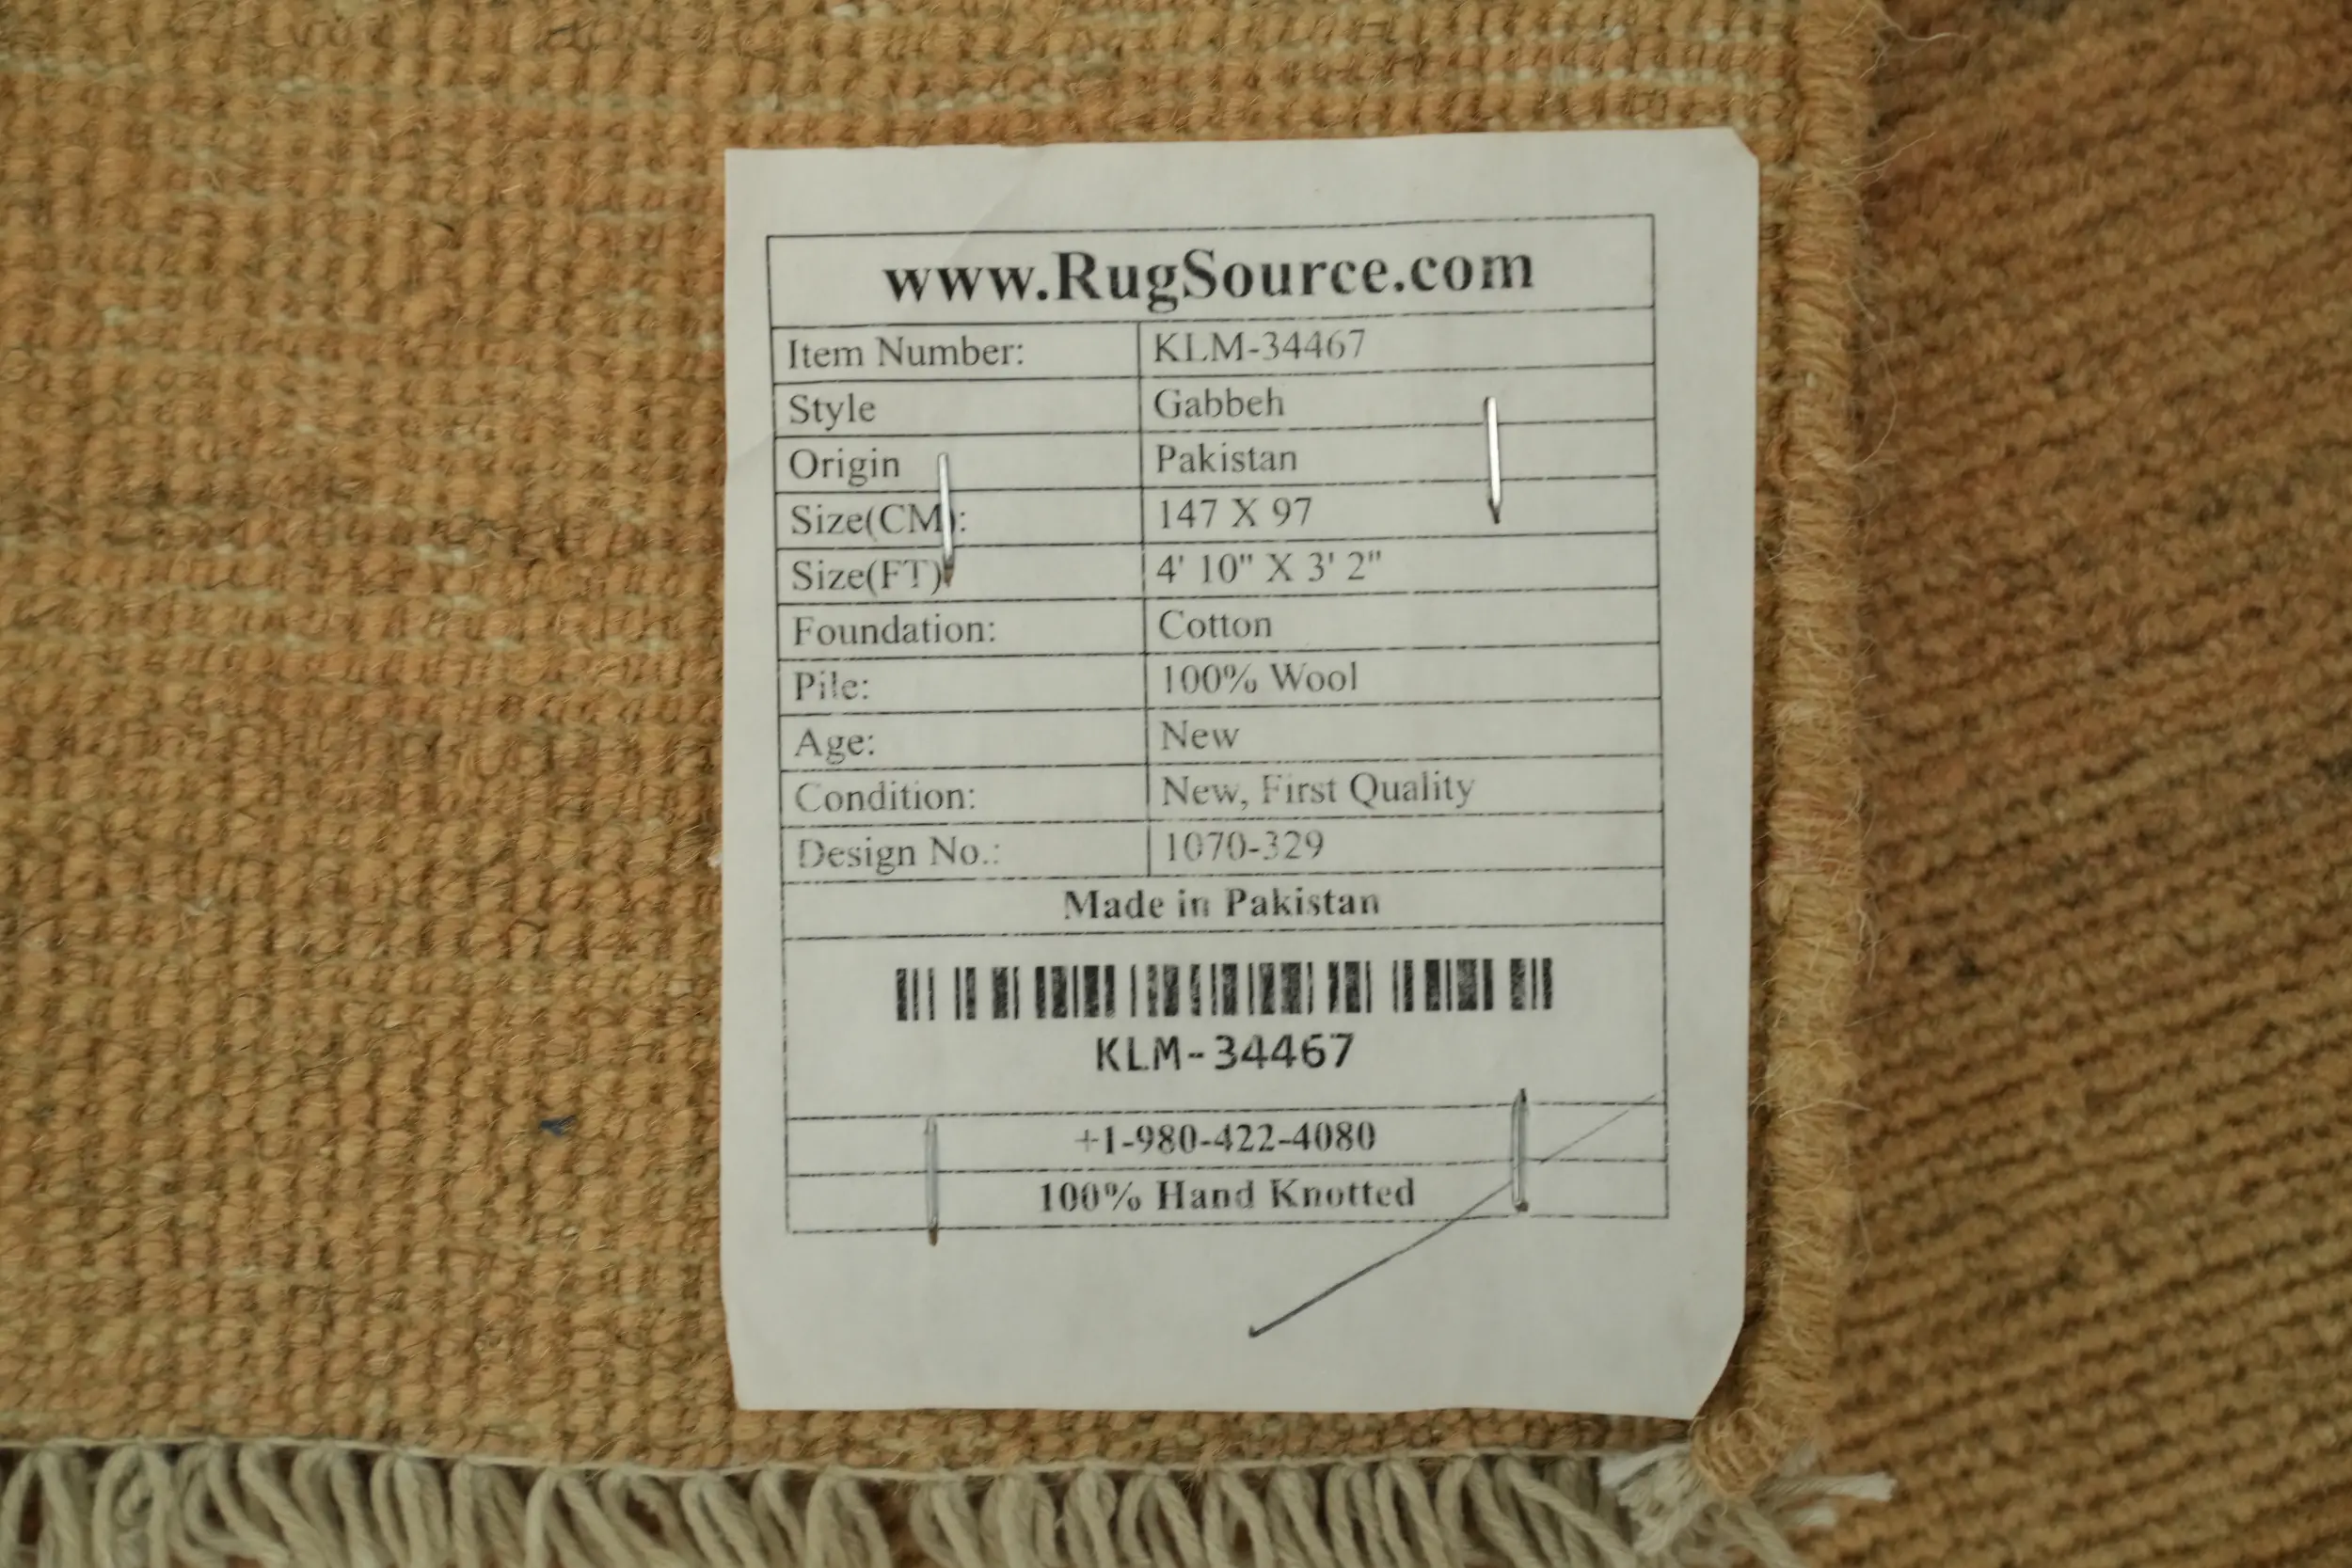 www.RugSource.com
Item Number: KLM-34467
Style Gabbeh
Origin Pakistan
Size(CM): 147 X 97
Size(FT) 4' 10" X 3' 2"
Foundation: Cotton
Pile: 100% Wool
Age: New
Condition: New, First Quality
Design No.: 1070-329
Made in Pakistan
KLM-34467
+1-980-422-4080
100% Hand Knotted